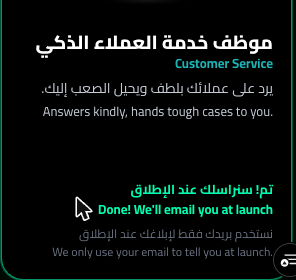 موظف خدمة العملاء الذكي
Customer Service
يرد على عملائك بلطف ويحيل الصعب إليك.
Answers kindly, hands tough cases to you.
تم! سنراسلك عند الإطلاق
Done! We'll email you at launch
نستخدم بريدك فقط لإبلاغك عند الإطلاق
We only use your email to tell you at launch.